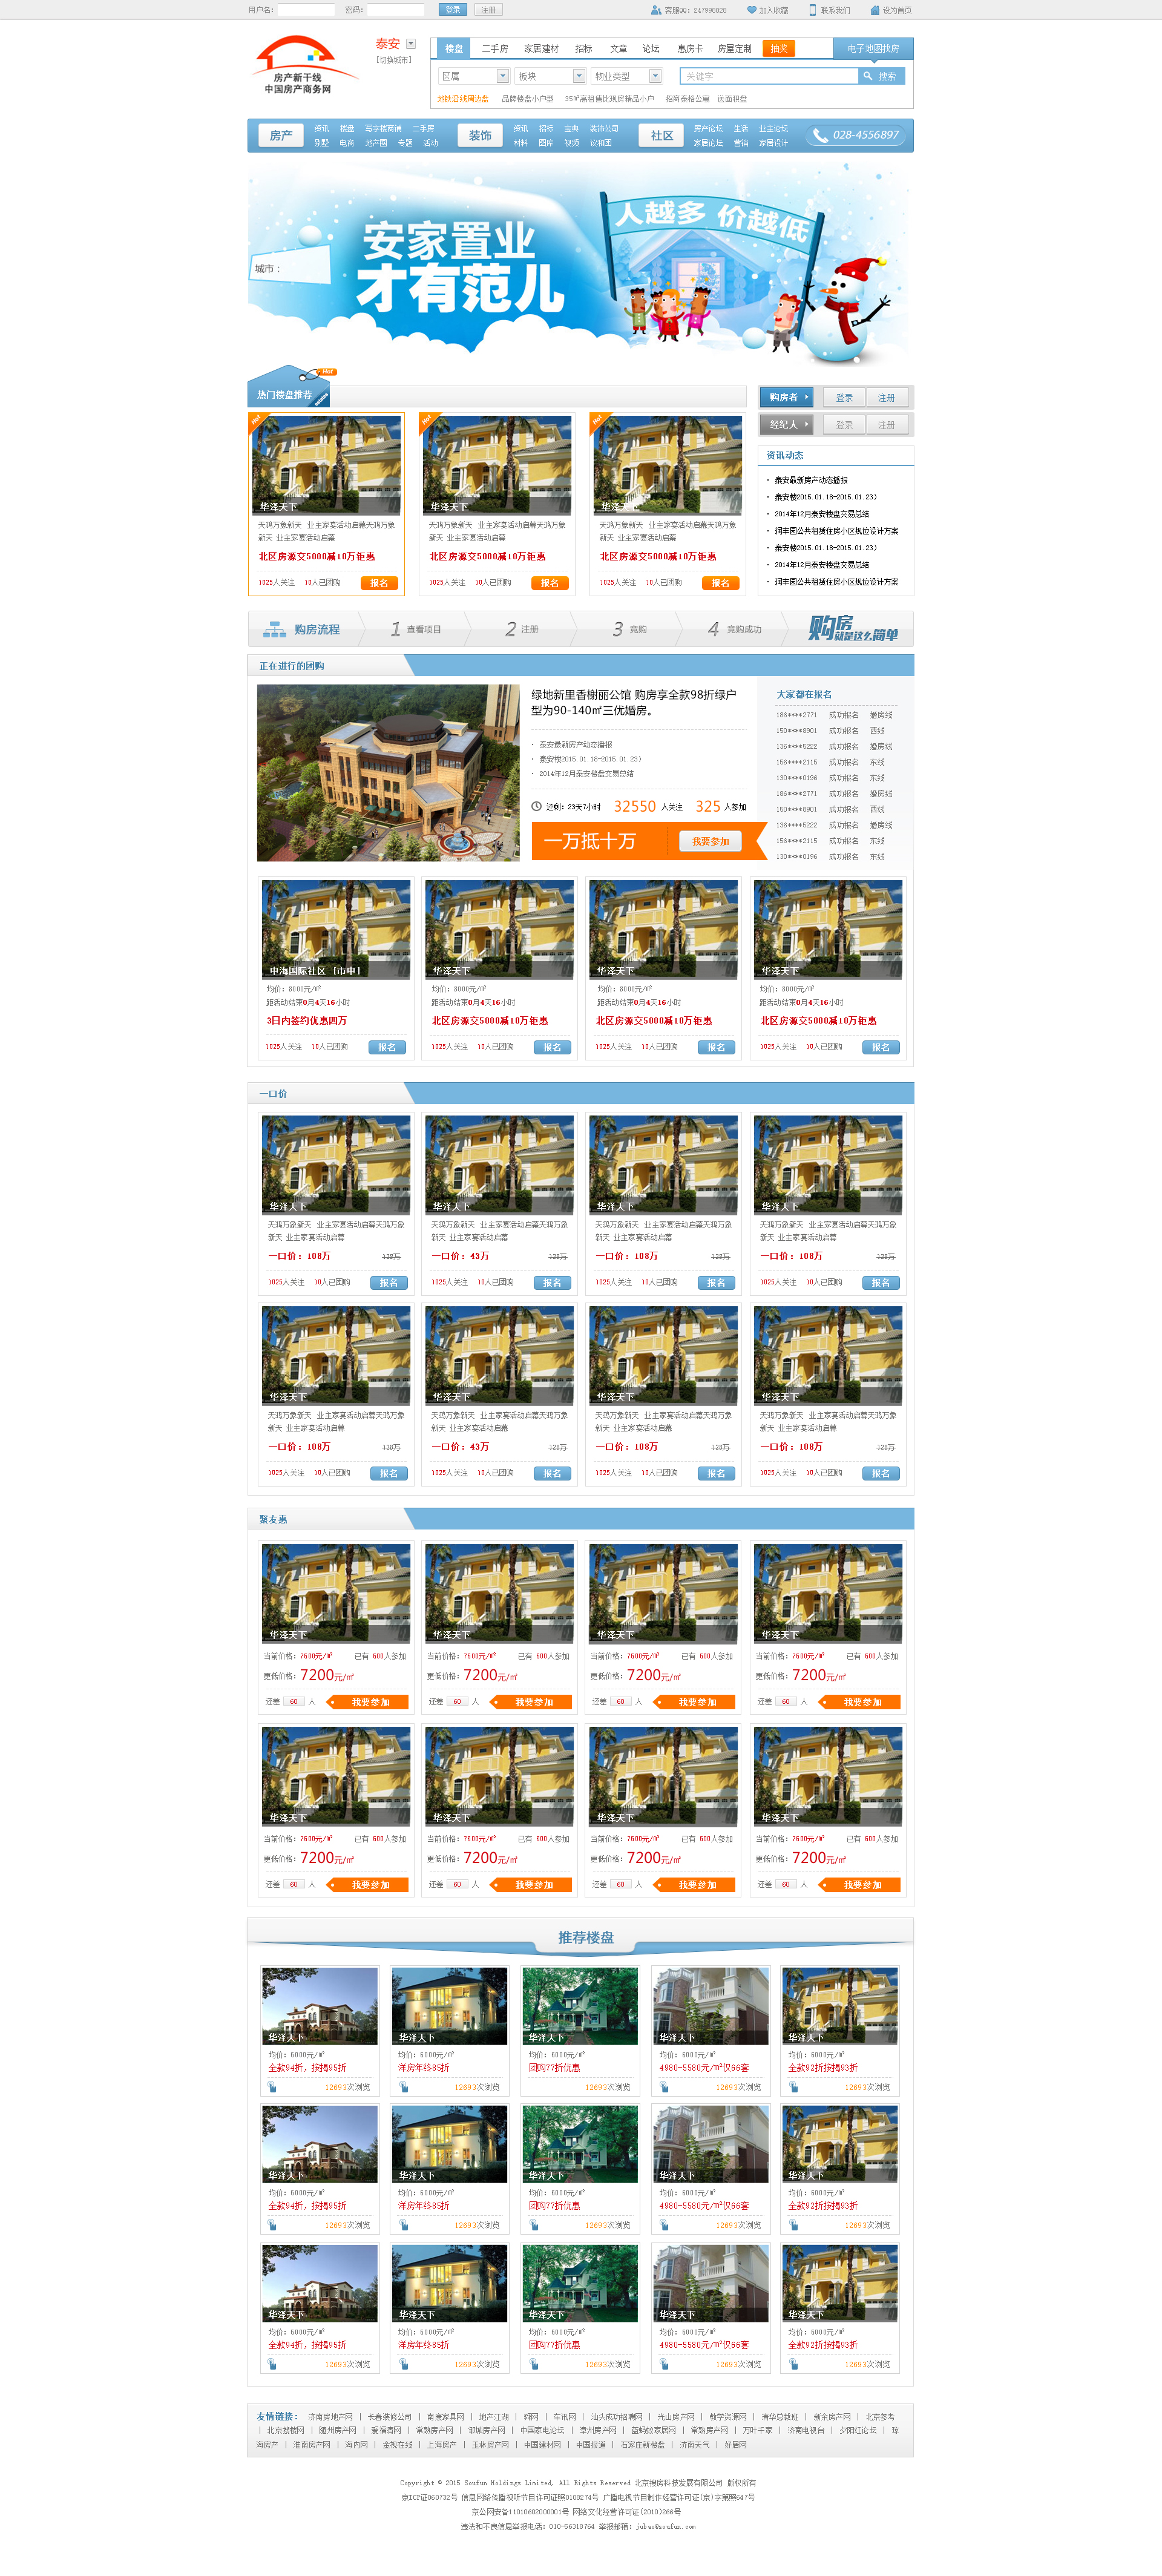 用户名: 密码: 登录 注册 客服QQ: 247998028 加入收藏 联系我们 设为首页
房产新干线
中国房产商务网
泰安
[切换城市]
楼盘 二手房 家居建材 招标 文章 论坛 惠房卡 房屋定制 抽奖 电子地图找房
区属 板块 物业类型 关键字 搜索
地铁沿线周边盘 品牌楼盘小户型
房产 资讯 楼盘 写字楼商铺 二手房
别墅 电商 地产圈 专题 活动
装饰 资讯 招标 宝典 装饰公司
材料 图库 视频 议和团
社区 房产论坛 生活 业主论坛
家居论坛 营销 家居设计
028-4556897
人越多 价越低
安家置业
才有范儿
城市：
热门楼盘推荐 Hot
购房者 登录 注册
经纪人 登录 注册
Hot Hot Hot
华泽天下 华泽天下 华泽天下
天鸿万象新天 业主家宴活动启幕天鸿万象
新天 业主家宴活动启幕
北区房源交5000减10万钜惠
1025人关注 10人已团购 报名
天鸿万象新天 业主家宴活动启幕天鸿万象
新天 业主家宴活动启幕
北区房源交5000减10万钜惠
1025人关注 10人已团购 报名
天鸿万象新天 业主家宴活动启幕天鸿万象
新天 业主家宴活动启幕
北区房源交5000减10万钜惠
1025人关注 10人已团购 报名
资讯动态
· 泰安最新房产动态播报
· 泰安楼2015.01.18-2015.01.23)
· 2014年12月泰安楼盘交易总结
· 润丰园公共租赁住房小区规位设计方案
· 泰安楼2015.01.18-2015.01.23)
· 2014年12月泰安楼盘交易总结
· 润丰园公共租赁住房小区规位设计方案
购房流程 1 查看项目 2 注册 3 竞购 4 竞购成功 购房就是这么简单
正在进行的团购
绿地新里香榭丽公馆 购房享全款98折绿户
型为90-140㎡三优婚房。
· 泰安最新房产动态播报
· 泰安楼2015.01.18-2015.01.23)
· 2014年12月泰安楼盘交易总结
还剩: 23天7小时 32550 人关注 325 人参加
一万抵十万 我要参加
大家都在报名
186****2771 成功报名 婚房线
150****8901 成功报名 西线
136****5222 成功报名 婚房线
156****2115 成功报名 东线
130****0196 成功报名 东线
186****2771 成功报名 婚房线
150****8901 成功报名 西线
136****5222 成功报名 婚房线
156****2115 成功报名 东线
130****0196 成功报名 东线
中海国际社区 [市中] 华泽天下 华泽天下 华泽天下
均价: 8000元/㎡ 均价: 8000元/㎡ 均价: 8000元/㎡ 均价: 8000元/㎡
距活动结束0月4天16小时 距活动结束0月4天16小时 距活动结束0月4天16小时 距活动结束0月4天16小时
3日内签约优惠四万 北区房源交5000减10万钜惠 北区房源交5000减10万钜惠 北区房源交5000减10万钜惠
1025人关注 10人已团购 报名 1025人关注 10人已团购 报名 1025人关注 10人已团购 报名 1025人关注 10人已团购 报名
一口价
华泽天下 华泽天下 华泽天下 华泽天下
天鸿万象新天 业主家宴活动启幕天鸿万象 天鸿万象新天 业主家宴活动启幕天鸿万象 天鸿万象新天 业主家宴活动启幕天鸿万象 天鸿万象新天 业主家宴活动启幕天鸿万象
新天 业主家宴活动启幕 新天 业主家宴活动启幕 新天 业主家宴活动启幕 新天 业主家宴活动启幕
一口价：108万 128万 一口价：43万 128万 一口价：108万 128万 一口价：108万 128万
1025人关注 10人已团购 报名 1025人关注 10人已团购 报名 1025人关注 10人已团购 报名 1025人关注 10人已团购 报名
华泽天下 华泽天下 华泽天下 华泽天下
天鸿万象新天 业主家宴活动启幕天鸿万象 天鸿万象新天 业主家宴活动启幕天鸿万象 天鸿万象新天 业主家宴活动启幕天鸿万象 天鸿万象新天 业主家宴活动启幕天鸿万象
新天 业主家宴活动启幕 新天 业主家宴活动启幕 新天 业主家宴活动启幕 新天 业主家宴活动启幕
一口价：108万 128万 一口价：43万 128万 一口价：108万 128万 一口价：108万 128万
1025人关注 10人已团购 报名 1025人关注 10人已团购 报名 1025人关注 10人已团购 报名 1025人关注 10人已团购 报名
聚友惠
华泽天下 华泽天下 华泽天下 华泽天下
当前价格: 7600元/㎡ 已有 600人参加 当前价格: 7600元/㎡ 已有 600人参加 当前价格: 7600元/㎡ 已有 600人参加 当前价格: 7600元/㎡ 已有 600人参加
更低价格: 7200元/㎡ 更低价格: 7200元/㎡ 更低价格: 7200元/㎡ 更低价格: 7200元/㎡
还差 60 人 我要参加 还差 60 人 我要参加 还差 60 人 我要参加 还差 60 人 我要参加
华泽天下 华泽天下 华泽天下 华泽天下
当前价格: 7600元/㎡ 已有 600人参加 当前价格: 7600元/㎡ 已有 600人参加 当前价格: 7600元/㎡ 已有 600人参加 当前价格: 7600元/㎡ 已有 600人参加
更低价格: 7200元/㎡ 更低价格: 7200元/㎡ 更低价格: 7200元/㎡ 更低价格: 7200元/㎡
还差 60 人 我要参加 还差 60 人 我要参加 还差 60 人 我要参加 还差 60 人 我要参加
推荐楼盘
华泽天下 华泽天下 华泽天下 华泽天下 华泽天下
均价: 6000元/㎡ 均价: 6000元/㎡ 均价: 6000元/㎡ 均价: 6000元/㎡ 均价: 6000元/㎡
全款94折，按揭95折 洋房年终85折 团购77折优惠 4980-5580元/㎡仅66套 全款92折按揭93折
12693次浏览 12693次浏览 12693次浏览 12693次浏览 12693次浏览
华泽天下 华泽天下 华泽天下 华泽天下 华泽天下
均价: 6000元/㎡ 均价: 6000元/㎡ 均价: 6000元/㎡ 均价: 6000元/㎡ 均价: 6000元/㎡
全款94折，按揭95折 洋房年终85折 团购77折优惠 4980-5580元/㎡仅66套 全款92折按揭93折
12693次浏览 12693次浏览 12693次浏览 12693次浏览 12693次浏览
华泽天下 华泽天下 华泽天下 华泽天下 华泽天下
均价: 6000元/㎡ 均价: 6000元/㎡ 均价: 6000元/㎡ 均价: 6000元/㎡ 均价: 6000元/㎡
全款94折，按揭95折 洋房年终85折 团购77折优惠 4980-5580元/㎡仅66套 全款92折按揭93折
12693次浏览 12693次浏览 12693次浏览 12693次浏览 12693次浏览
友情链接: 济南房地产网 | 长春装修公司 | 南康家具网 | 地产江湖 | 舜网 | 车讯网 | 汕头成功招聘网 | 光山房产网 | 教学资源网 | 清华总裁班 | 新余房产网 | 北京参考
| 北京搜楼网 | 随州房产网 | 爱福清网 | 常熟房产网 | 邹城房产网 | 中国家电论坛 | 漳州房产网 | 蓝蚂蚁家居网 | 常熟房产网 | 万叶千家 | 济南电视台 | 夕阳红论坛 | 琼
海房产 | 淮南房产网 | 海内网 | 金视在线 | 上海房产 | 玉林房产网 | 中国建材网 | 中国报道 | 石家庄新楼盘 | 济南天气 | 好居网
Copyright © 2015 Soufun Holdings Limited, All Rights Reserved 北京搜房科技发展有限公司 版权所有
京ICP证060732号 信息网络传播视听节目许可证照0108274号 广播电视节目制作经营许可证(京)字第照647号
京公网安备11010602000001号 网络文化经营许可证(2010)266号
违法和不良信息举报电话: 010-56318764 举报邮箱: jubao@soufun.com